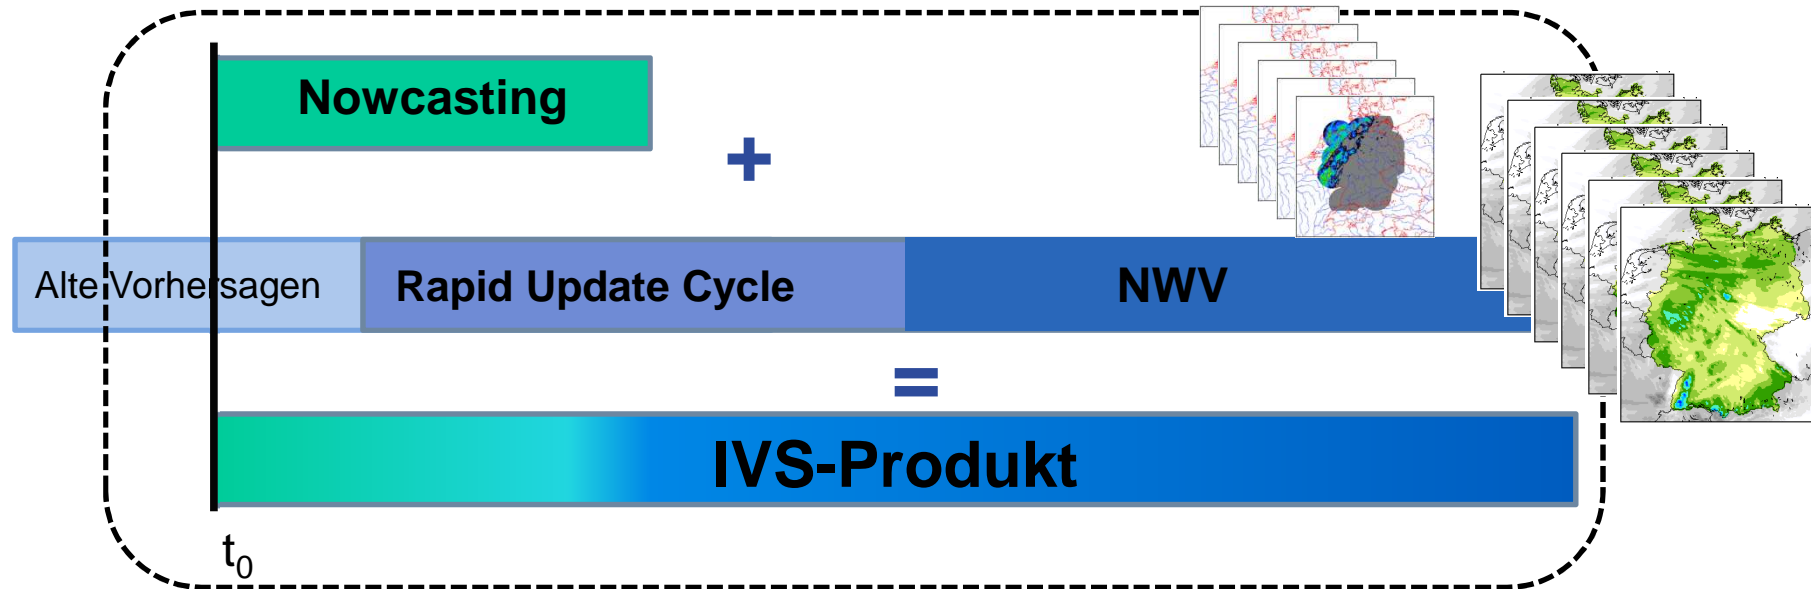 Nowcasting
+
Alte Vorhersagen
Rapid Update Cycle
NWV
=
IVS-Produkt
t₀